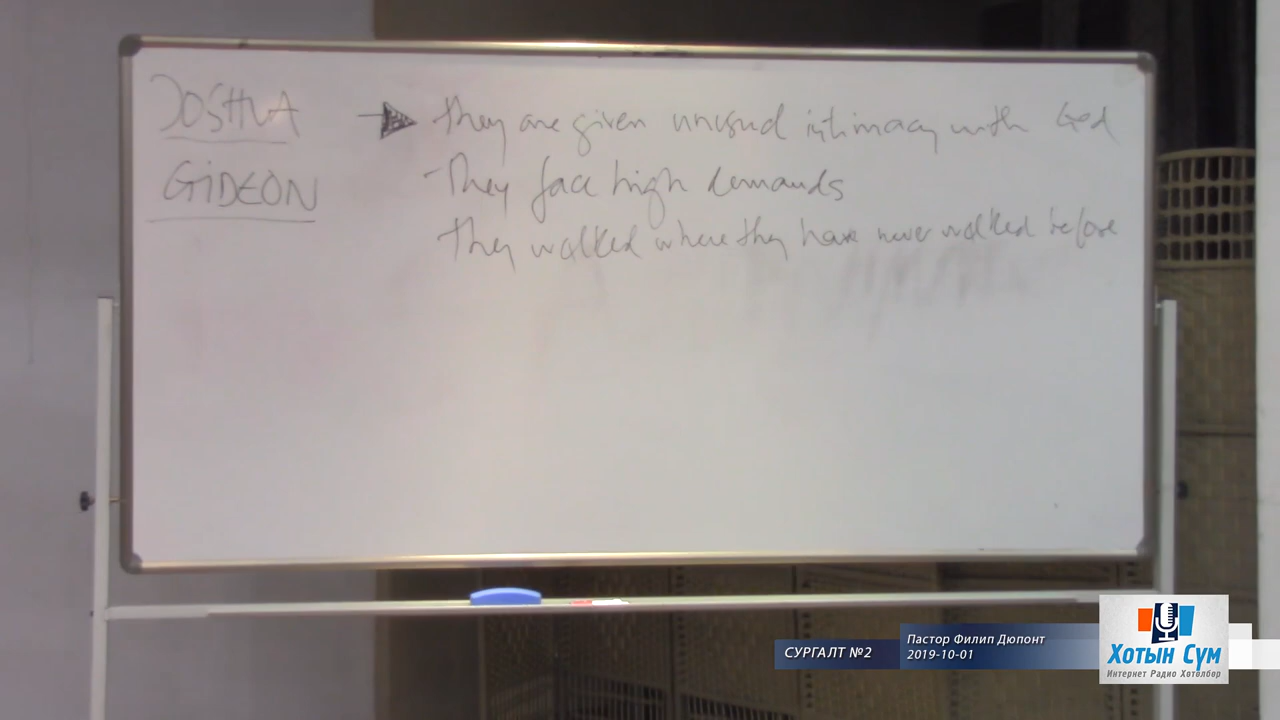 JOSHUA → they are given unusual intimacy with God
GiDEON They face high demands
they walked where they have never walked before
СУРГАЛТ №2
Пастор Филип Дюпонт
2019-10-01
Хотын Сүм
Интернет Радио Хөтөлбөр